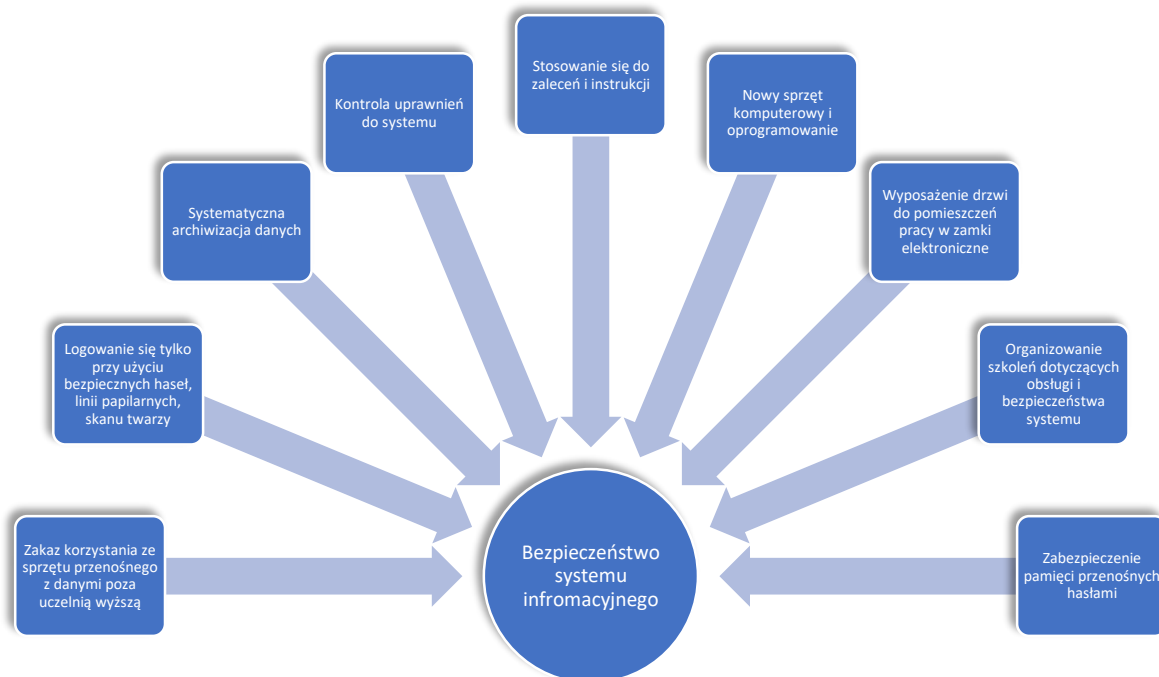 Stosowanie się do
zaleceń i instrukcji
Kontrola uprawnień
do systemu
Nowy sprzęt
komputerowy i
oprogramowanie
Systematyczna
archiwizacja danych
Wyposażenie drzwi
do pomieszczeń
pracy w zamki
elektroniczne
Logowanie się tylko
przy użyciu
bezpiecznych haseł,
linii papilarnych,
skanu twarzy
Organizowanie
szkoleń dotyczących
obsługi i
bezpieczeństwa
systemu
Zakaz korzystania ze
sprzętu przenośnego
z danymi poza
uczelnią wyższą
Bezpieczeństwo
systemu
infromacyjnego
Zabezpieczenie
pamięci przenośnych
hasłami